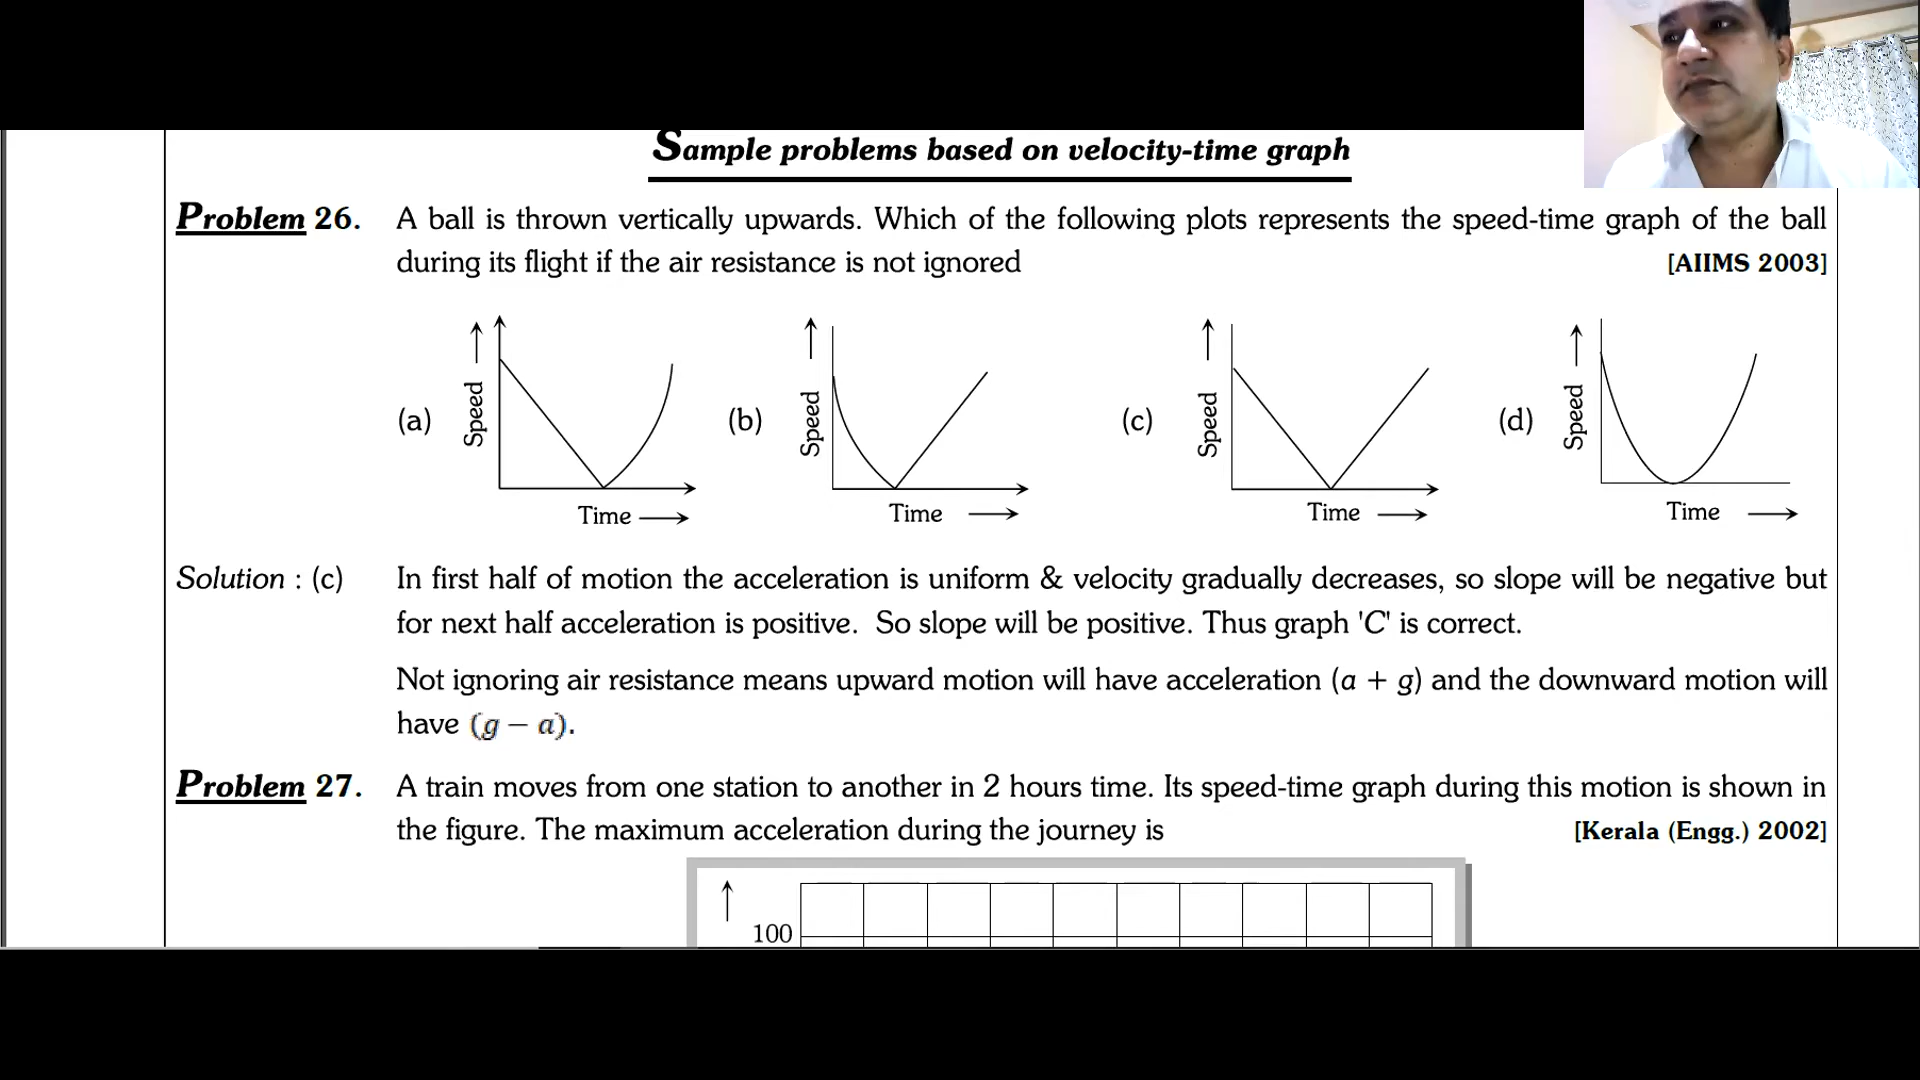 Sample problems based on velocity-time graph
Problem 26. A ball is thrown vertically upwards. Which of the following plots represents the speed-time graph of the ball
during its flight if the air resistance is not ignored [AIIMS 2003]
(a) Speed (b) Speed (c) Speed (d) Speed
Time Time Time Time
Solution : (c) In first half of motion the acceleration is uniform & velocity gradually decreases, so slope will be negative but
for next half acceleration is positive. So slope will be positive. Thus graph 'C' is correct.
Not ignoring air resistance means upward motion will have acceleration (a + g) and the downward motion will
have (g − a).
Problem 27. A train moves from one station to another in 2 hours time. Its speed-time graph during this motion is shown in
the figure. The maximum acceleration during the journey is [Kerala (Engg.) 2002]
100